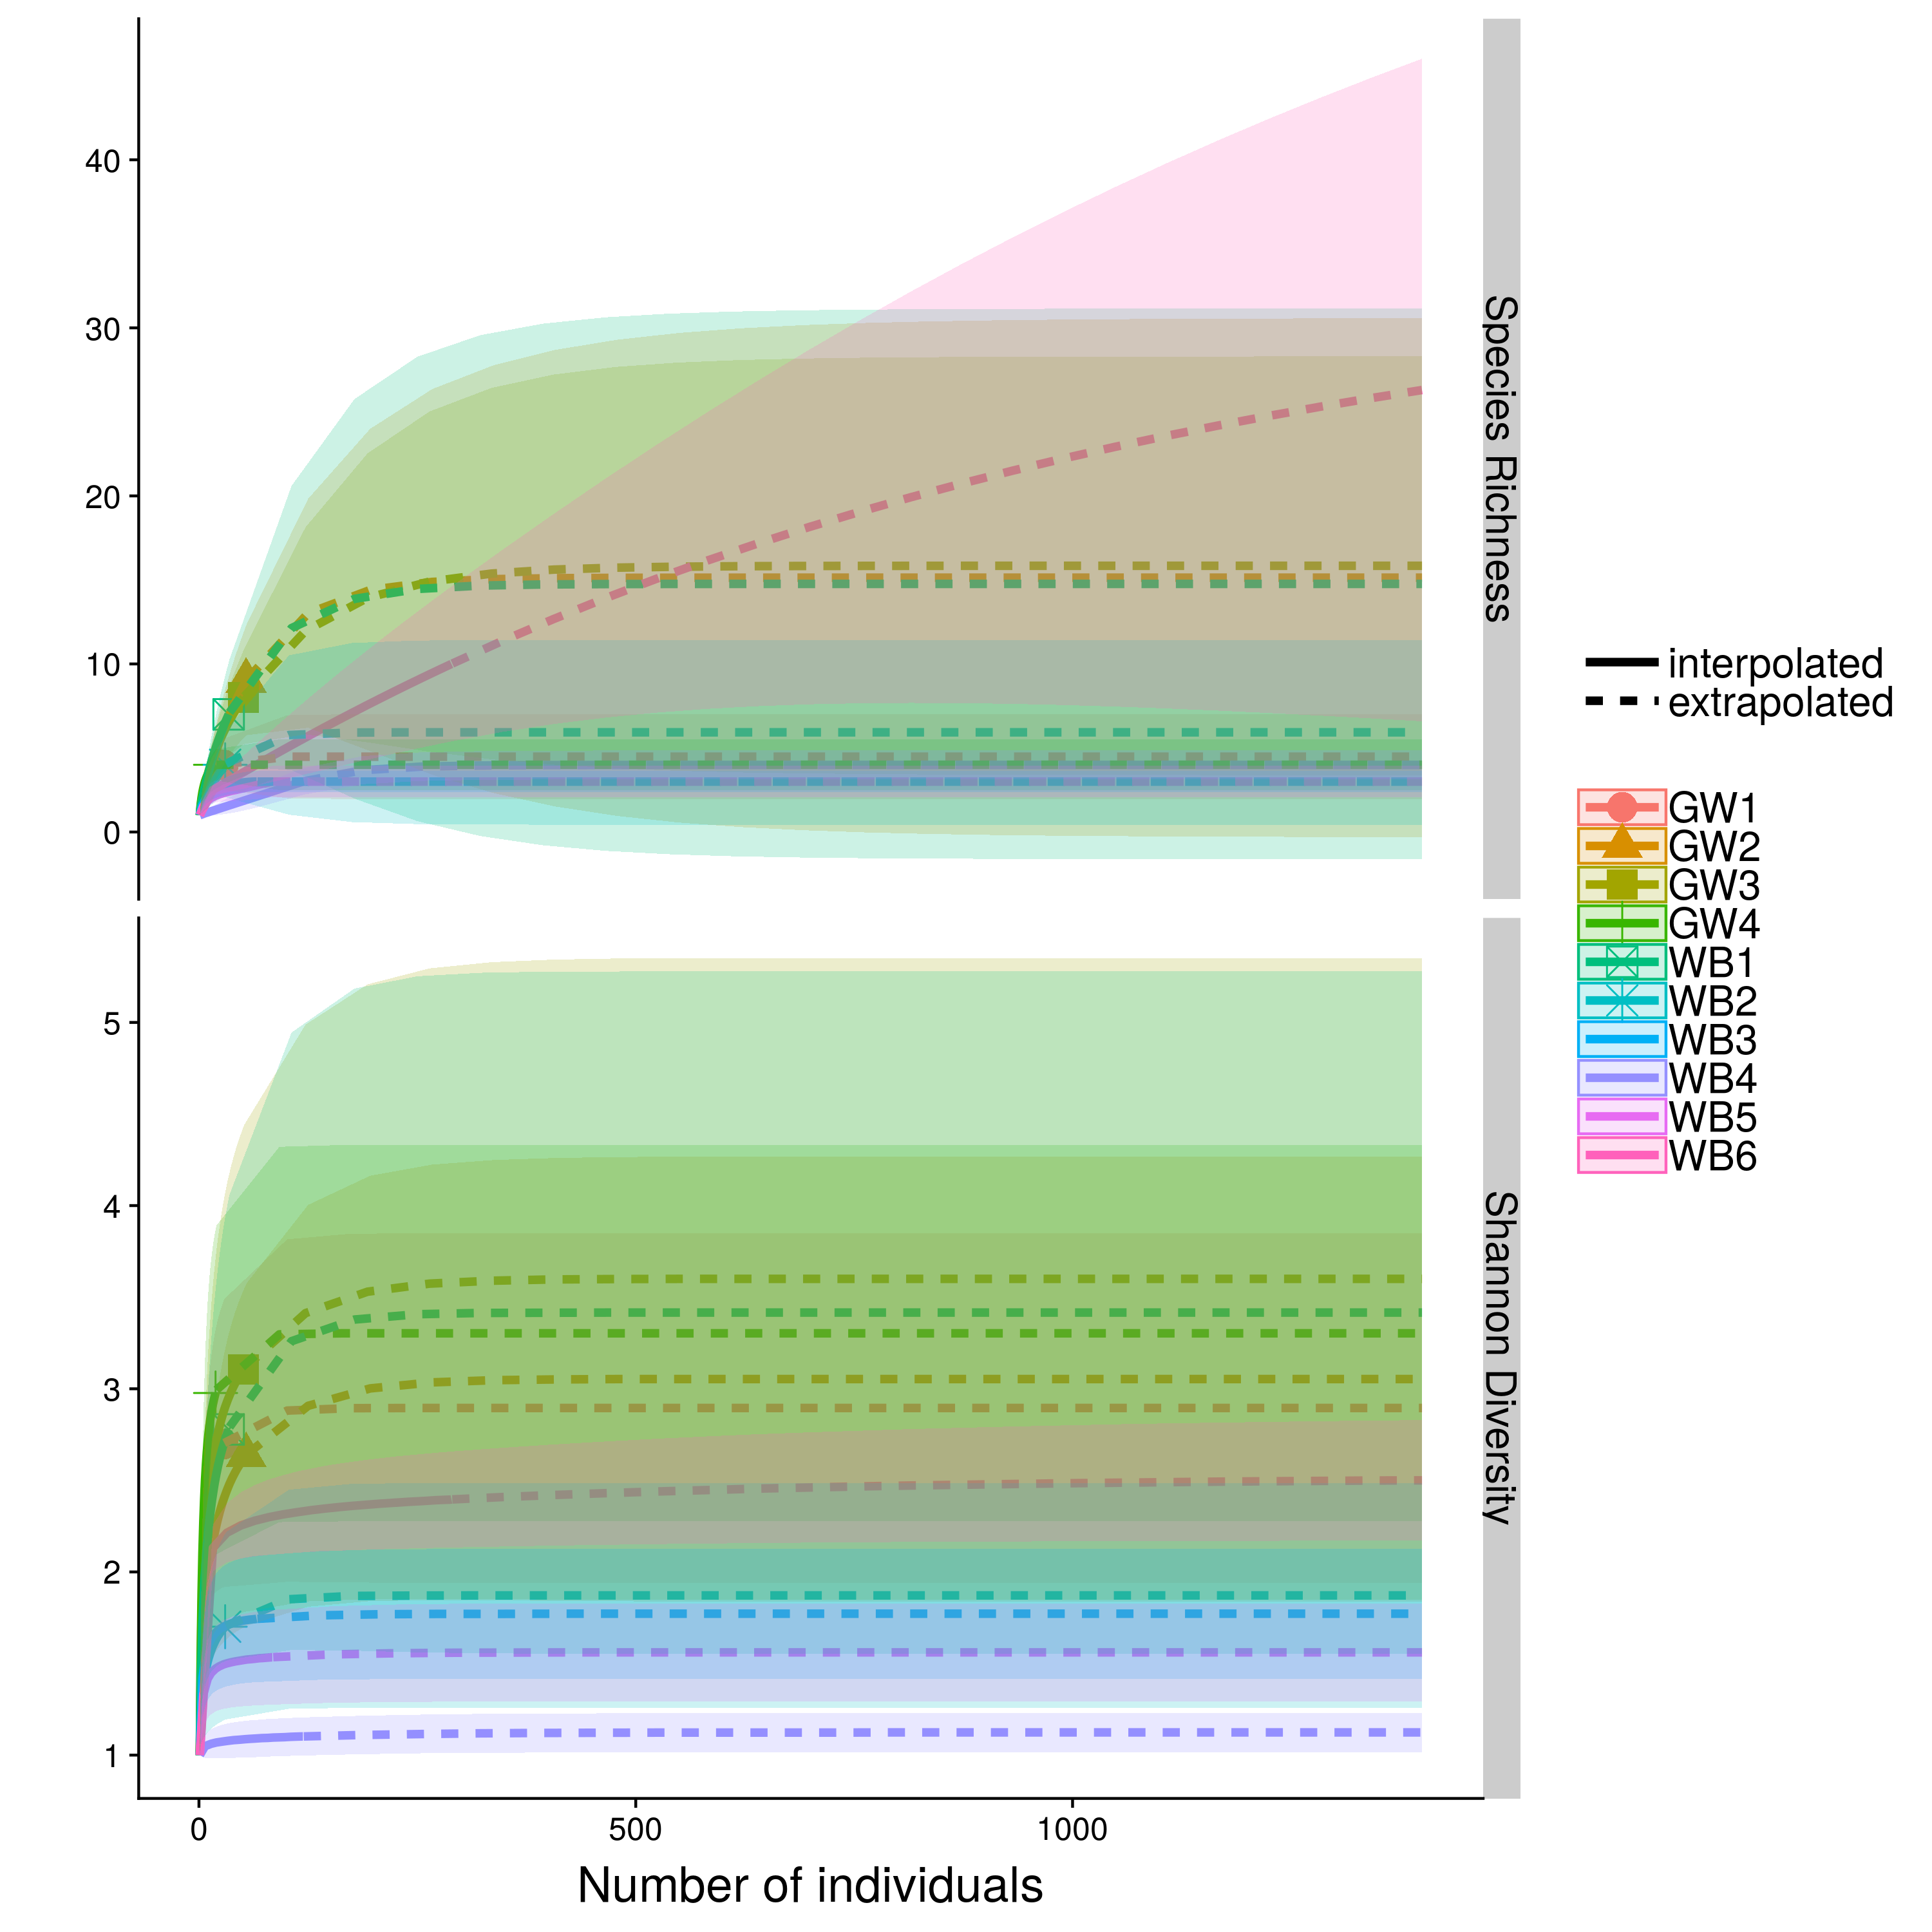 40
30
20
10
0
Species Richness
5
4
3
2
1
Shannon Diversity
0 500 1000
Number of individuals
interpolated
extrapolated
GW1
GW2
GW3
GW4
WB1
WB2
WB3
WB4
WB5
WB6